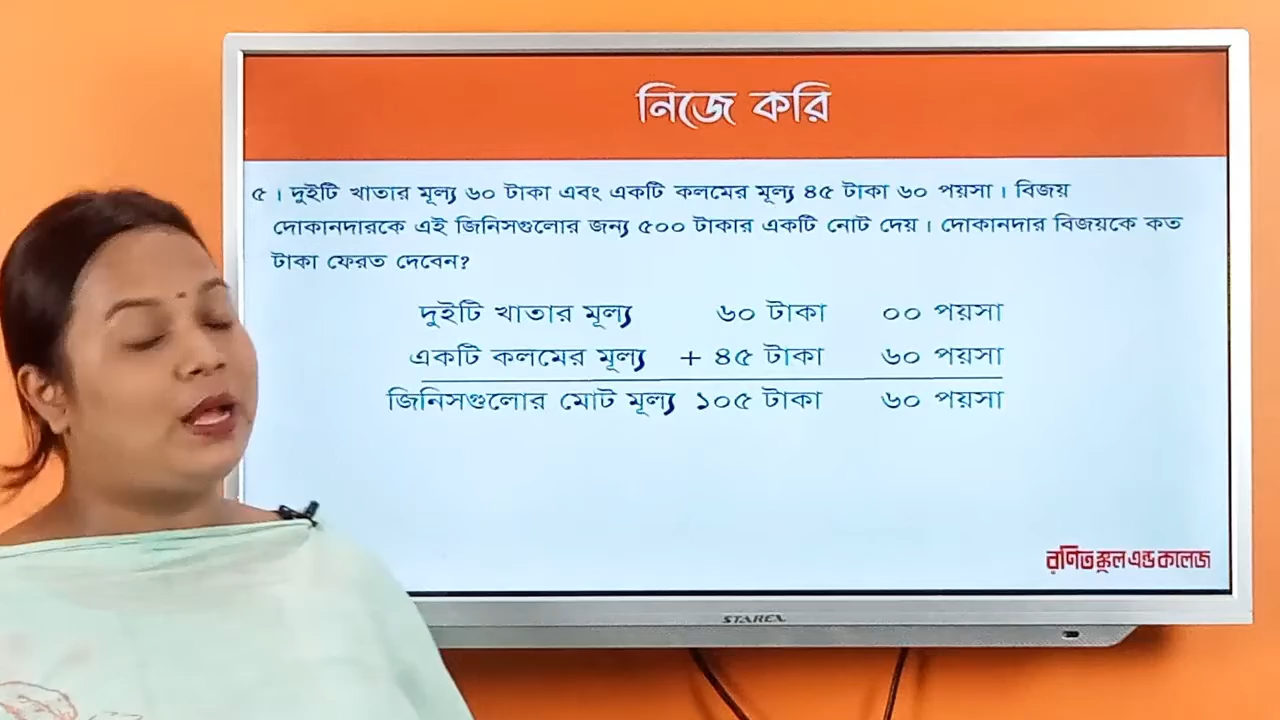 নিজে করি
৫। দুইটি খাতার মূল্য ৬০ টাকা এবং একটি কলমের মূল্য ৪৫ টাকা ৬০ পয়সা। বিজয়
দোকানদারকে এই জিনিসগুলোর জন্য ৫০০ টাকার একটি নোট দেয়। দোকানদার বিজয়কে কত
টাকা ফেরত দেবেন?
দুইটি খাতার মূল্য ৬০ টাকা ০০ পয়সা
একটি কলমের মূল্য + ৪৫ টাকা ৬০ পয়সা
জিনিসগুলোর মোট মূল্য ১০৫ টাকা ৬০ পয়সা
রণিত স্কুল এন্ড কলেজ
STAREX